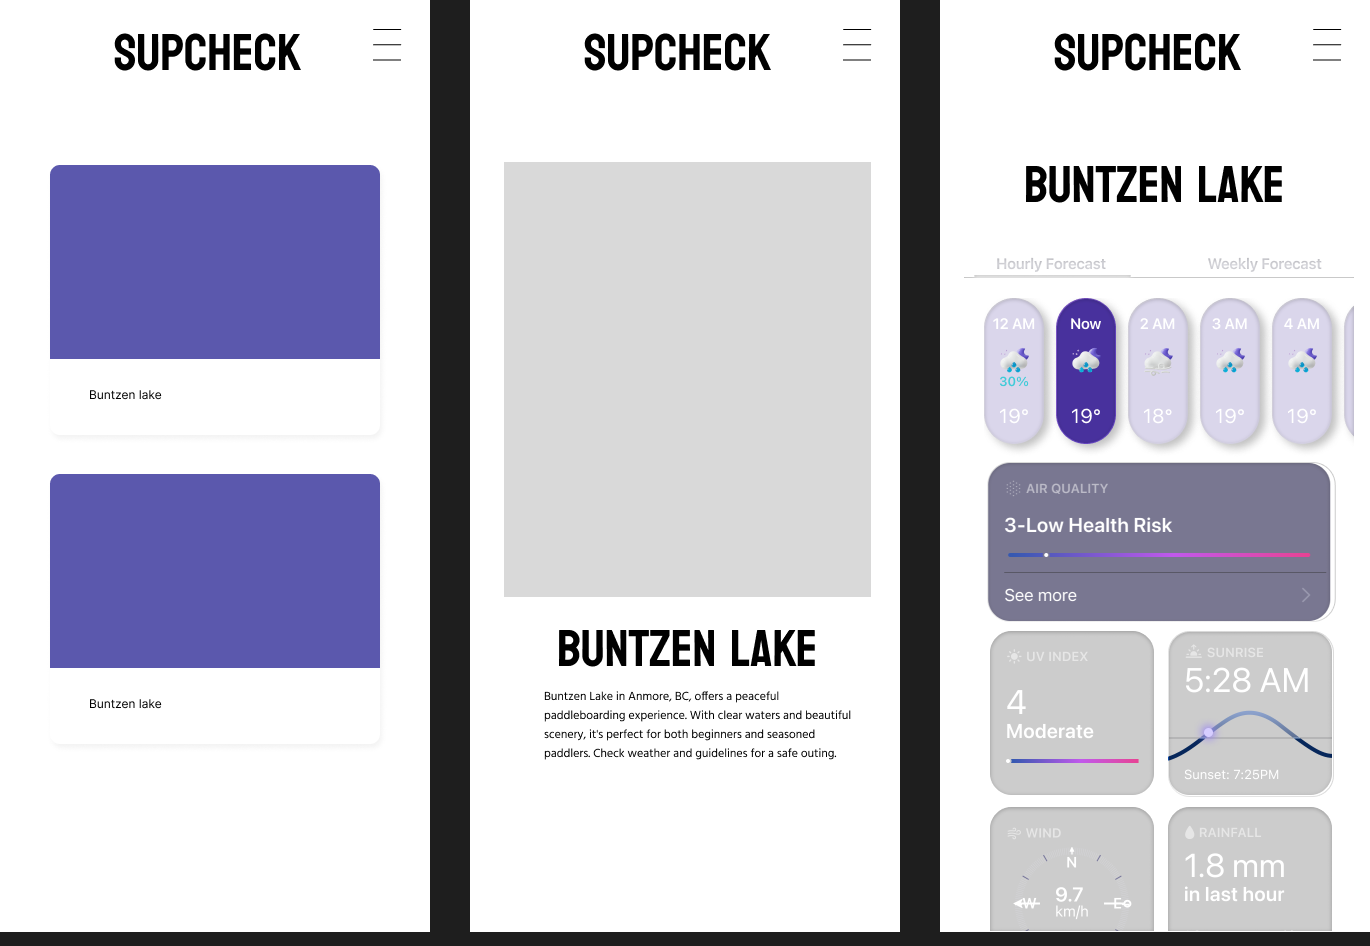 SUPCHECK
Buntzen lake
Buntzen lake
SUPCHECK
BUNTZEN LAKE
Buntzen Lake in Anmore, BC, offers a peaceful
paddleboarding experience. With clear waters and beautiful
scenery, it's perfect for both beginners and seasoned
paddlers. Check weather and guidelines for a safe outing.
SUPCHECK
BUNTZEN LAKE
Hourly Forecast Weekly Forecast
12 AM Now 2 AM 3 AM 4 AM
30%
19° 19° 18° 19° 19°
AIR QUALITY
3-Low Health Risk
See more
UV INDEX
4
Moderate
SUNRISE
5:28 AM
Sunset: 7:25PM
WIND
N
9.7
km/h
W E
RAINFALL
1.8 mm
in last hour